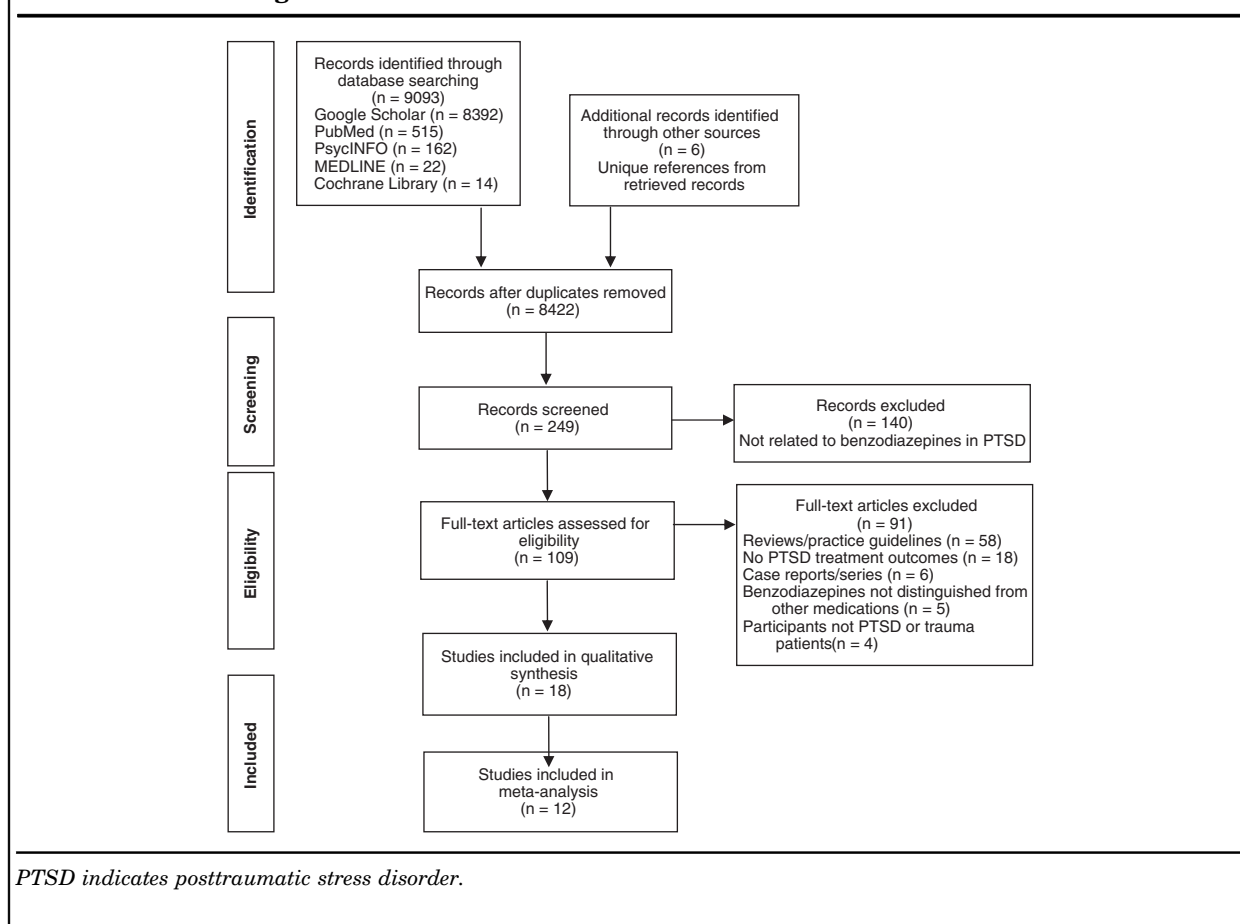 Identification
Records identified through
database searching
(n = 9093)
Google Scholar (n = 8392)
PubMed (n = 515)
PsycINFO (n = 162)
MEDLINE (n = 22)
Cochrane Library (n = 14)
Additional records identified
through other sources
(n = 6)
Unique references from
retrieved records
Records after duplicates removed
(n = 8422)
Screening
Records screened
(n = 249)
Records excluded
(n = 140)
Not related to benzodiazepines in PTSD
Eligibility
Full-text articles assessed for
eligibility
(n = 109)
Full-text articles excluded
(n = 91)
Reviews/practice guidelines (n = 58)
No PTSD treatment outcomes (n = 18)
Case reports/series (n = 6)
Benzodiazepines not distinguished from
other medications (n = 5)
Participants not PTSD or trauma
patients(n = 4)
Studies included in qualitative
synthesis
(n = 18)
Included
Studies included in
meta-analysis
(n = 12)
PTSD indicates posttraumatic stress disorder.